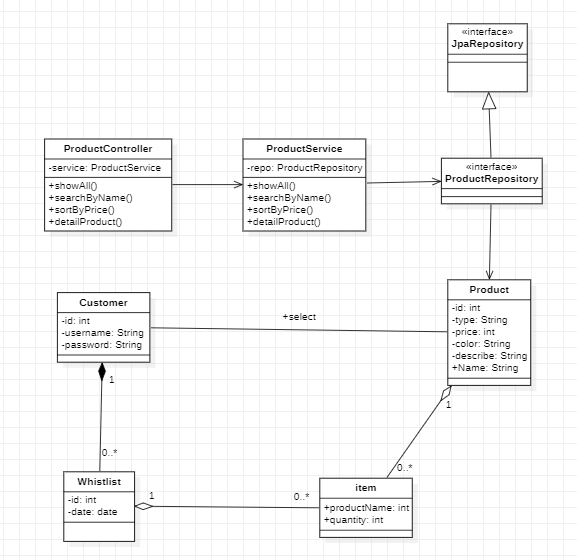 «interface»
JpaRepository
ProductController
-service: ProductService
+showAll()
+searchByName()
+sortByPrice()
+detailProduct()
ProductService
-repo: ProductRepository
+showAll()
+searchByName()
+sortByPrice()
+detailProduct()
«interface»
ProductRepository
Customer
-id: int
-username: String
-password: String
+select
Product
-id: int
-type: String
-price: int
-color: String
-describe: String
+Name: String
1
1
0..*
0..*
Whistlist
-id: int
-date: date
1
0..*
item
+productName: int
+quantity: int